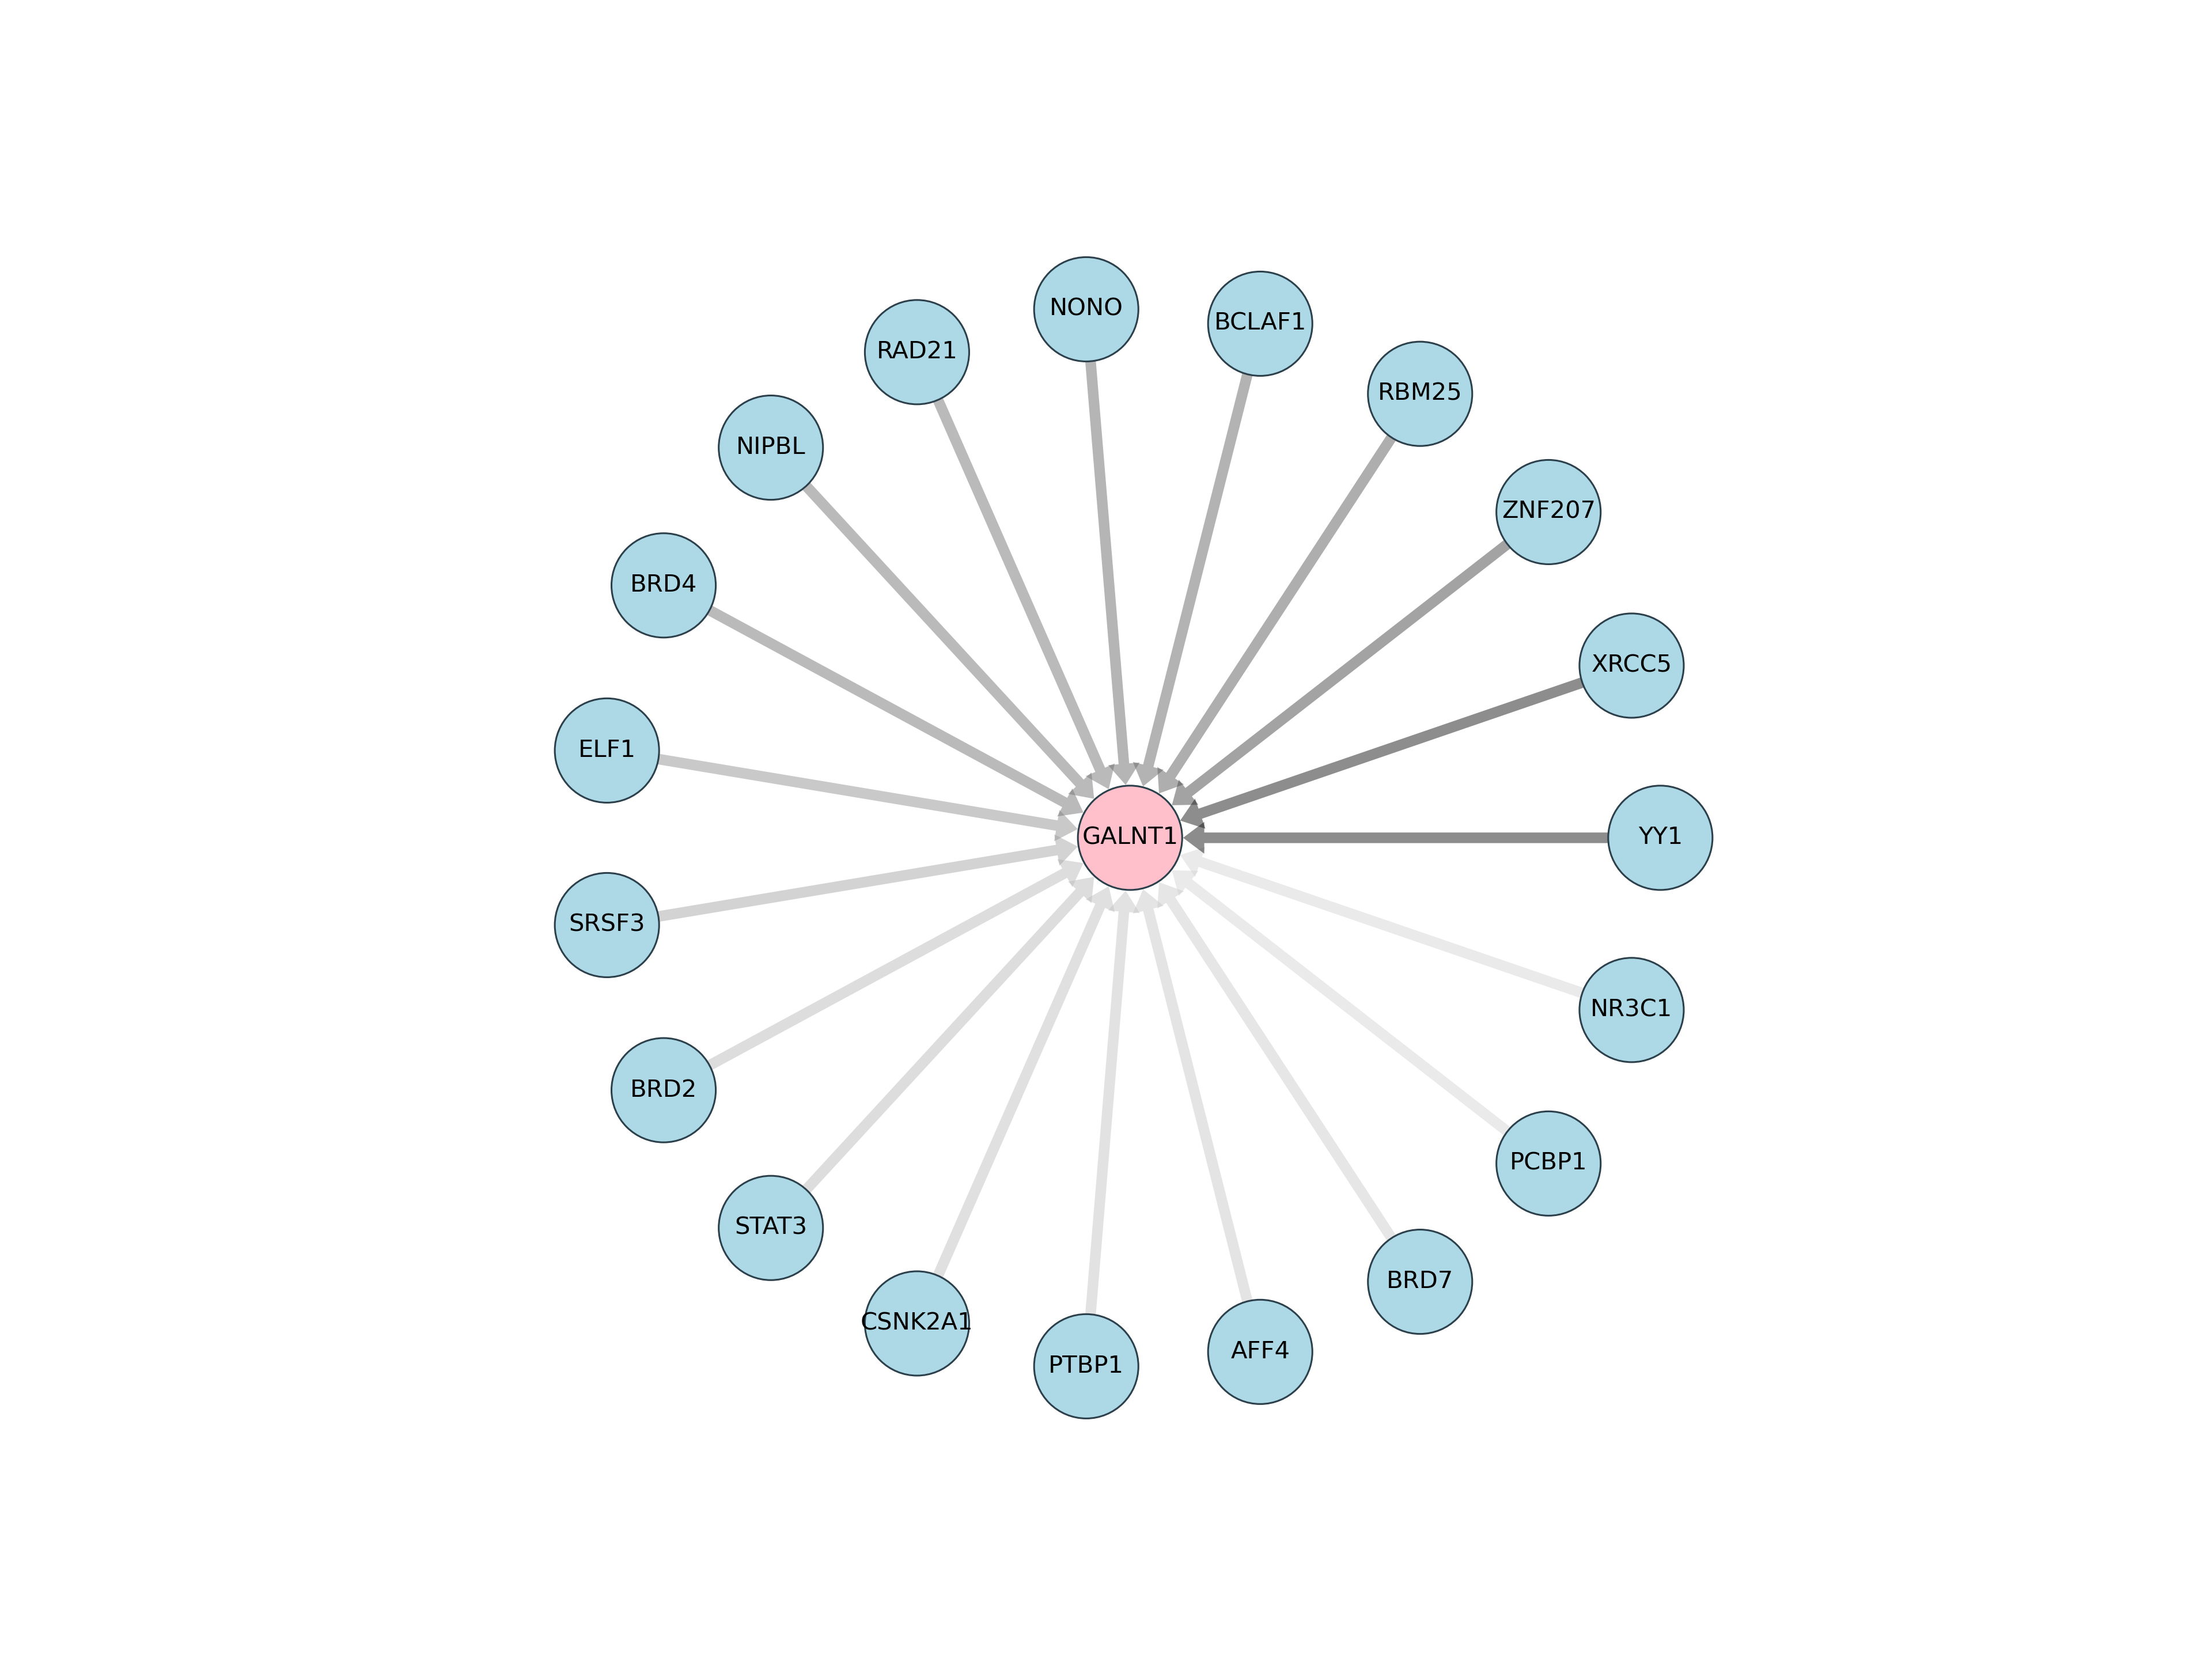 NONO
BCLAF1
RAD21
RBM25
NIPBL
ZNF207
BRD4
XRCC5
ELF1
GALNT1
YY1
SRSF3
NR3C1
BRD2
PCBP1
STAT3
BRD7
CSNK2A1
AFF4
PTBP1